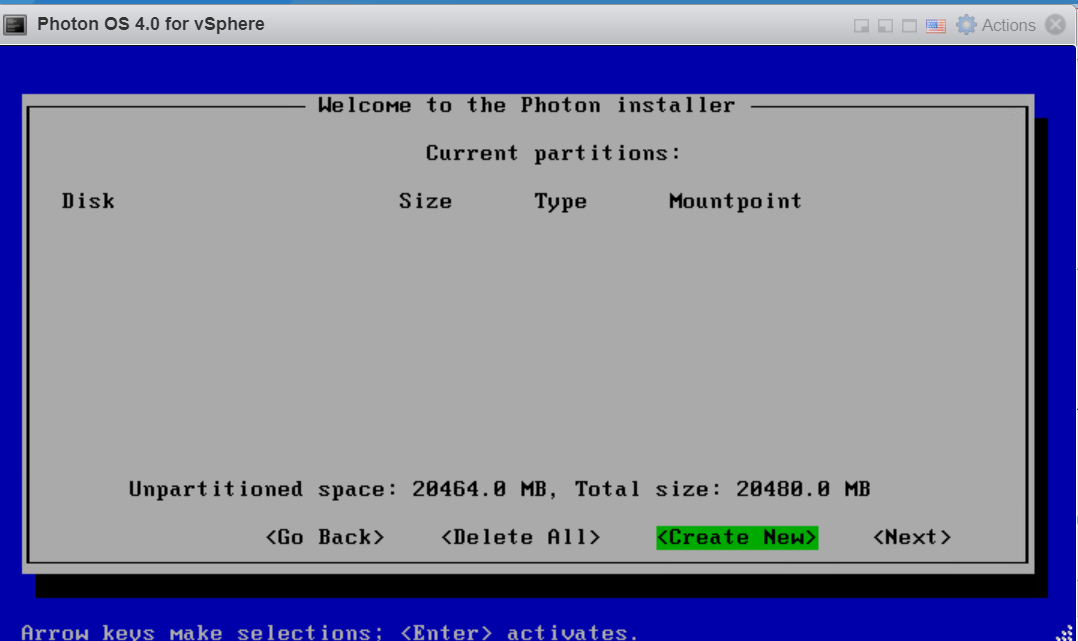 Photon OS 4.0 for vSphere Actions
Welcome to the Photon installer
Current partitions:
Disk Size Type Mountpoint
Unpartitioned space: 20464.0 MB, Total size: 20480.0 MB
<Go Back> <Delete All> <Create New> <Next>
Arrow keys make selections; <Enter> activates.